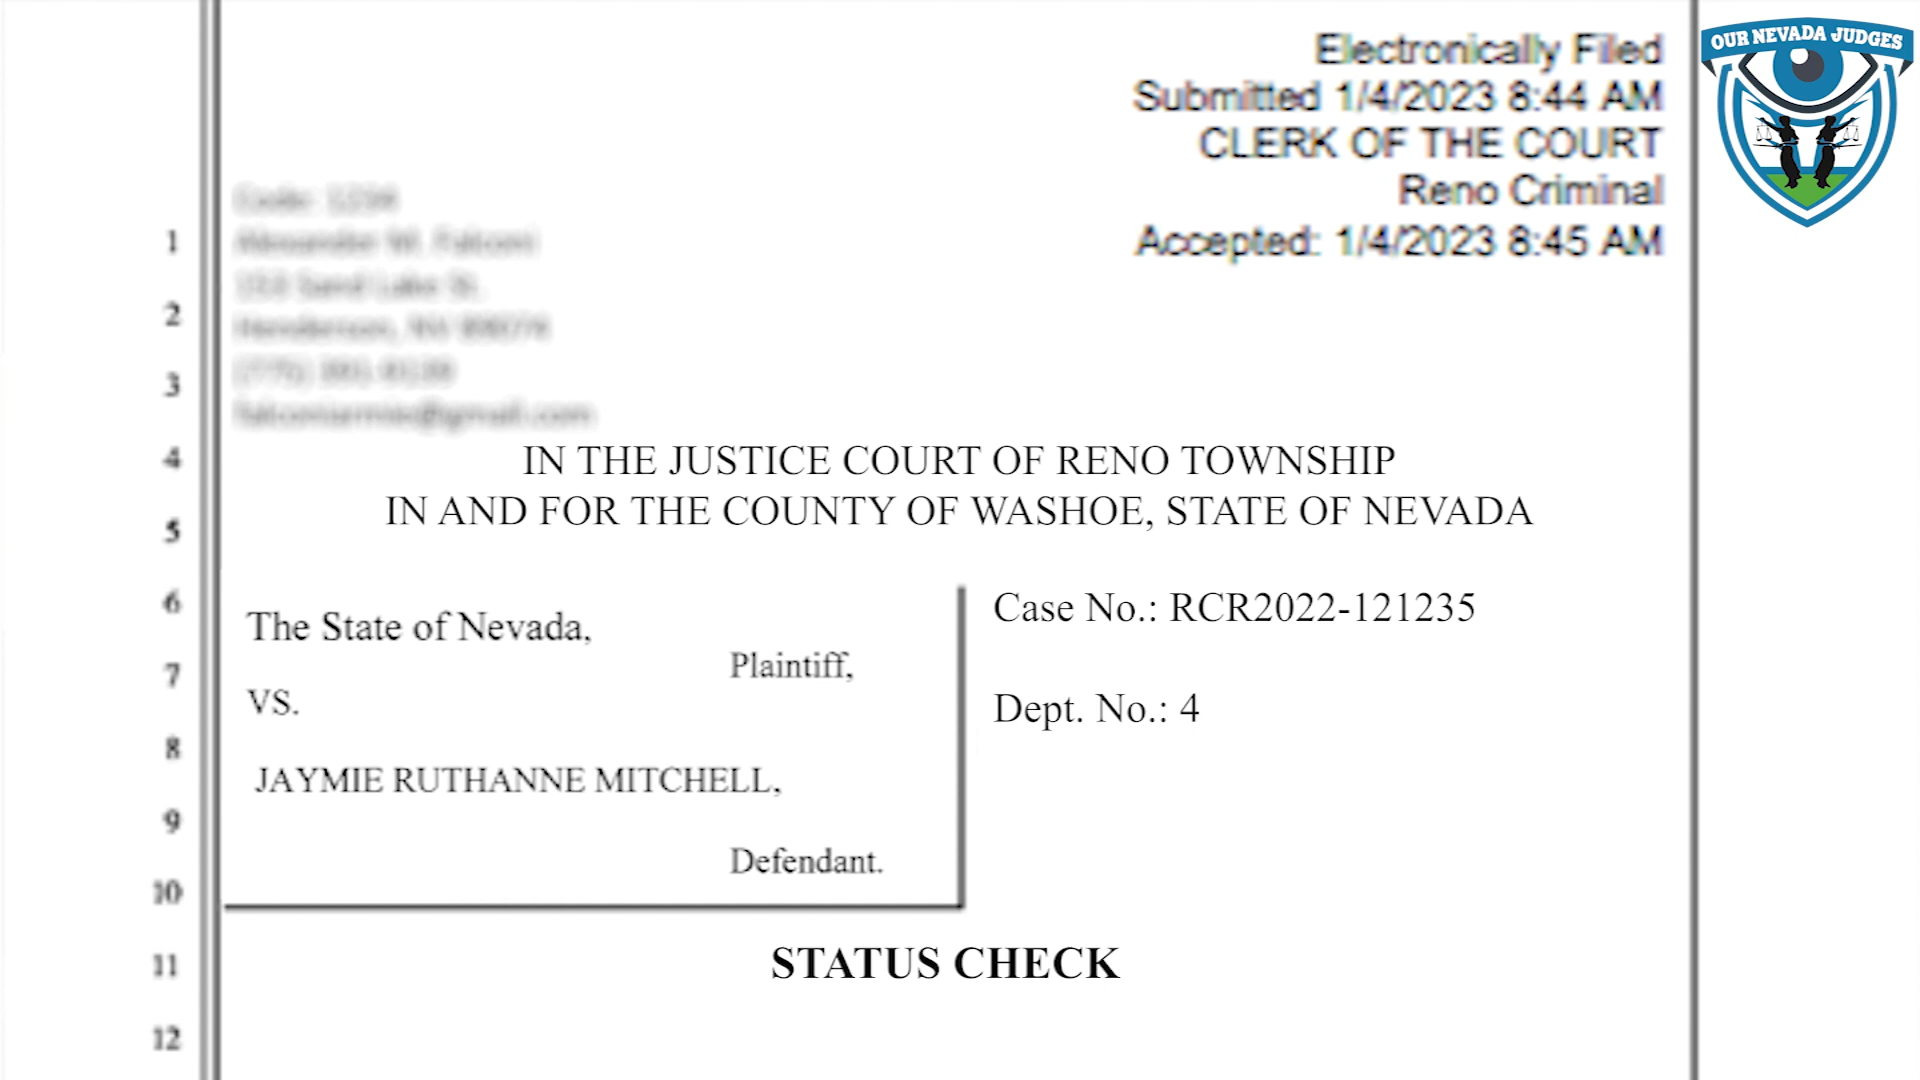 OUR NEVADA JUDGES
Electronically Filed
Submitted 1/4/2023 8:44 AM
CLERK OF THE COURT
Reno Criminal
Accepted: 1/4/2023 8:45 AM
1
2
3
4
5
6
7
8
9
10
11
12
IN THE JUSTICE COURT OF RENO TOWNSHIP
IN AND FOR THE COUNTY OF WASHOE, STATE OF NEVADA
The State of Nevada,
Plaintiff,
VS.
JAYMIE RUTHANNE MITCHELL,
Defendant.
Case No.: RCR2022-121235
Dept. No.: 4
STATUS CHECK